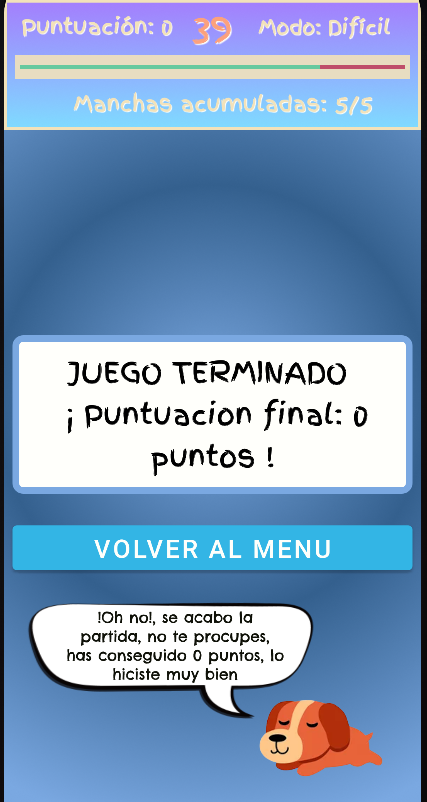 Puntuación: 0 39 Modo: Difícil
Manchas acumuladas: 5/5
JUEGO TERMINADO
¡ Puntuacion final: 0
puntos !
VOLVER AL MENU
!Oh no!, se acabo la
partida, no te procupes,
has conseguido 0 puntos, lo
hiciste muy bien